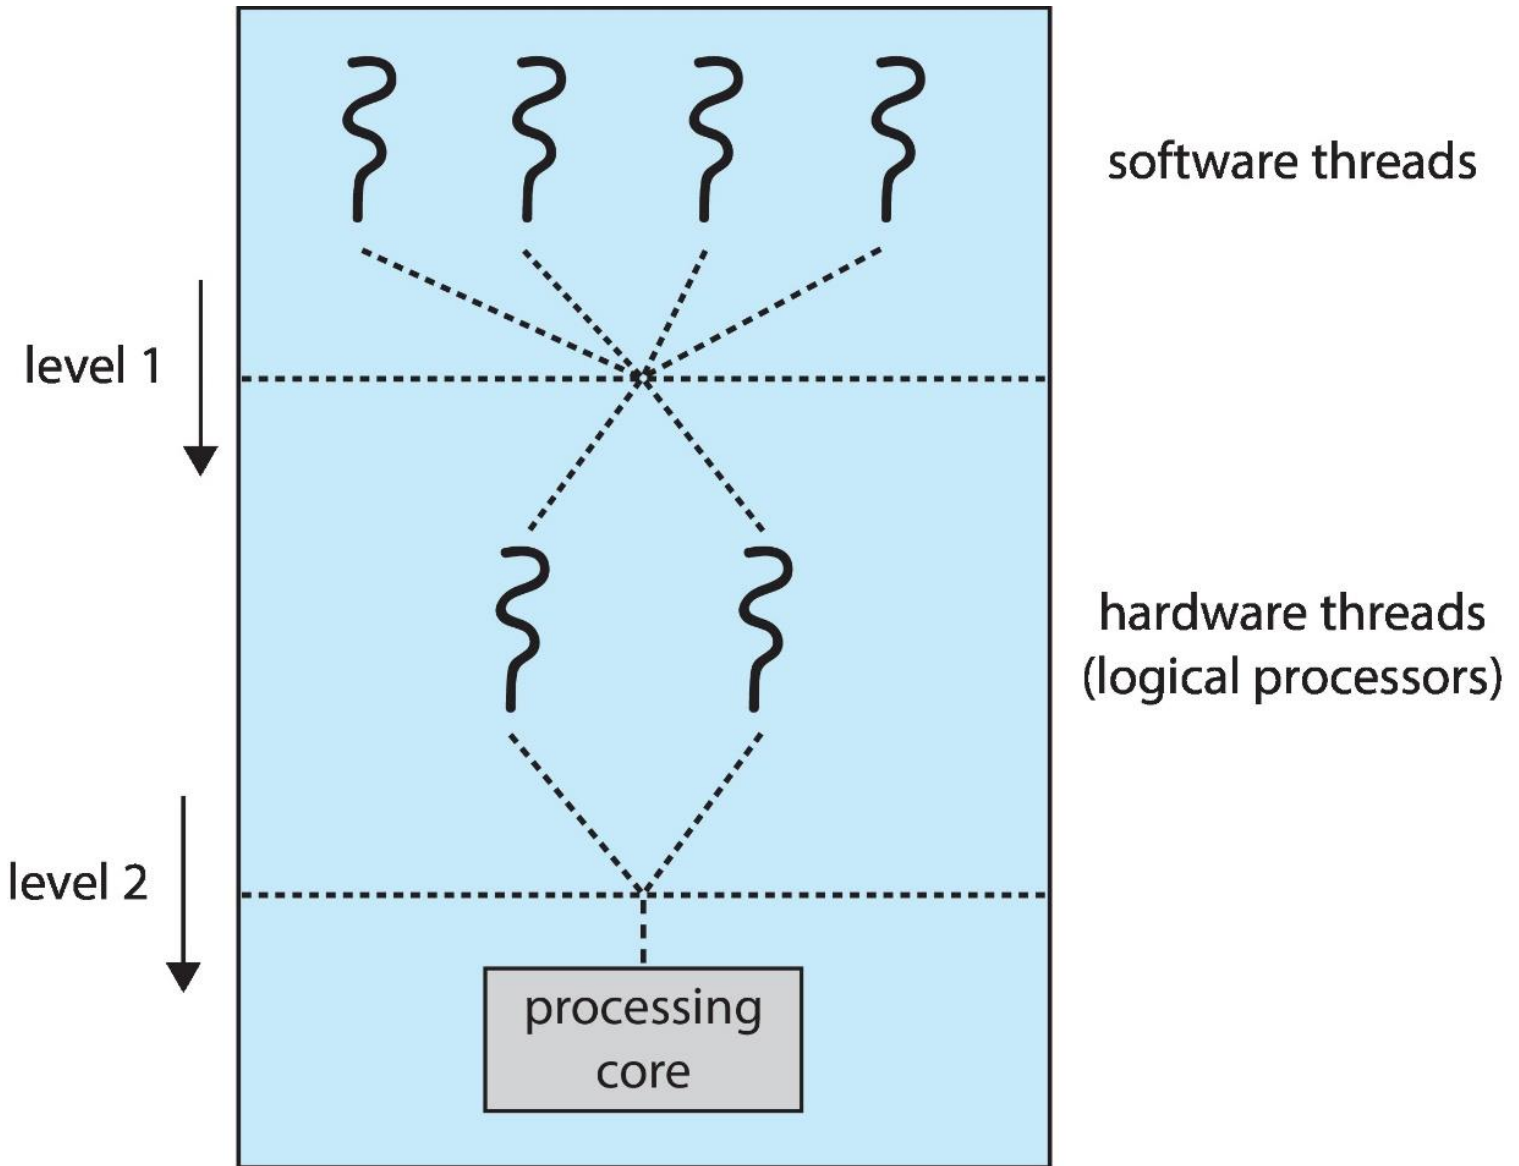 software threads
level 1
hardware threads
(logical processors)
level 2
processing
core